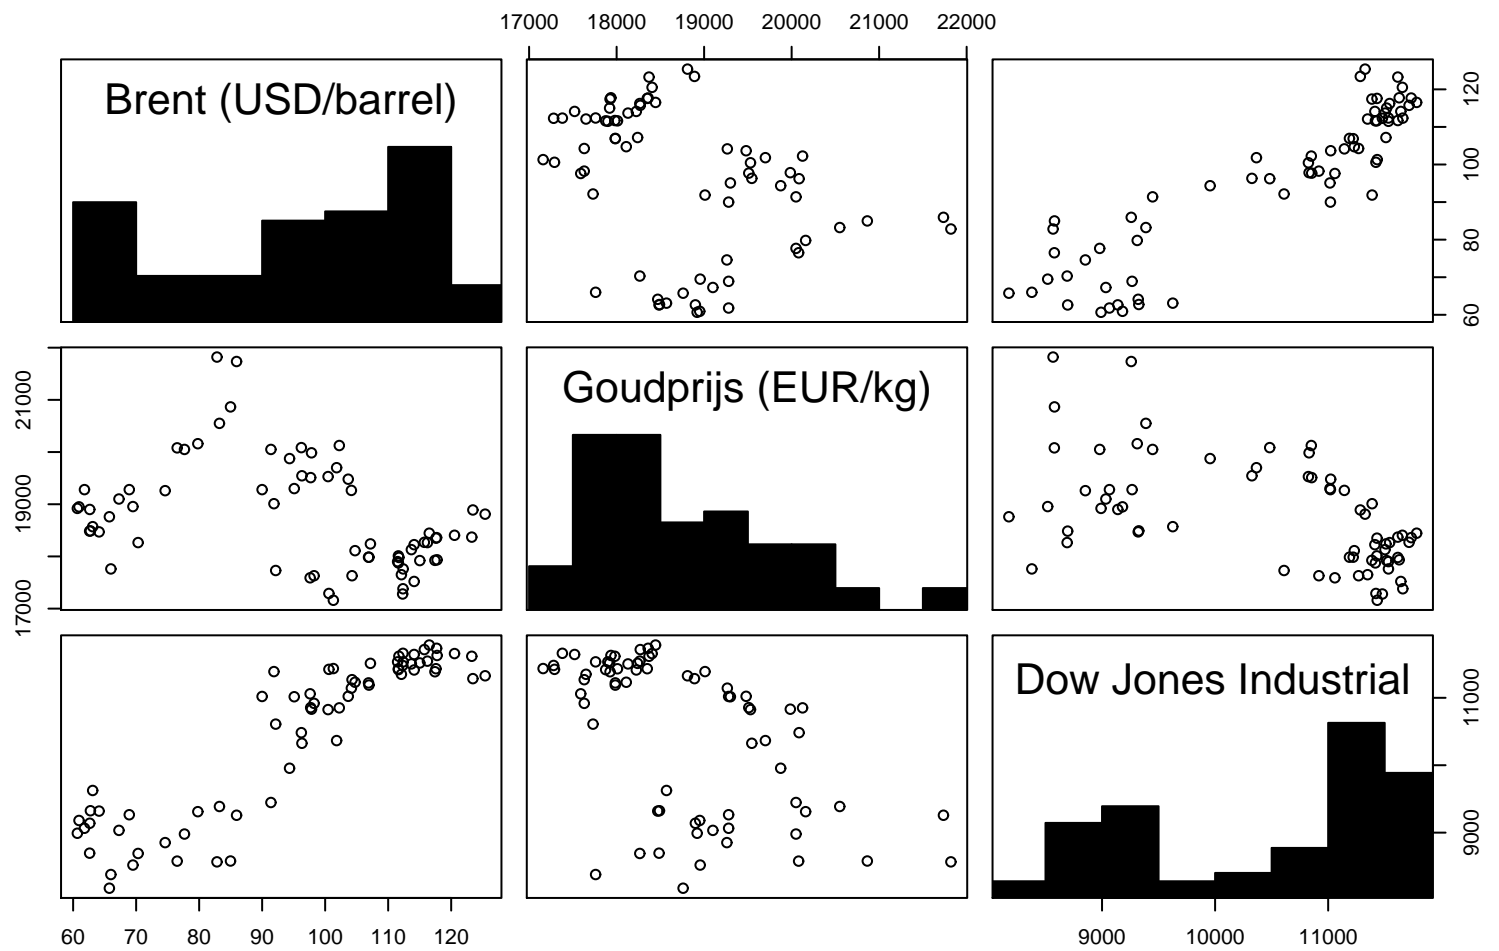 17000 18000 19000 20000 21000 22000
Brent (USD/barrel)
60 80 100 120
17000 19000 21000
Goudprijs (EUR/kg)
Dow Jones Industrial
9000 11000
60 70 80 90 100 110 120
9000 10000 11000